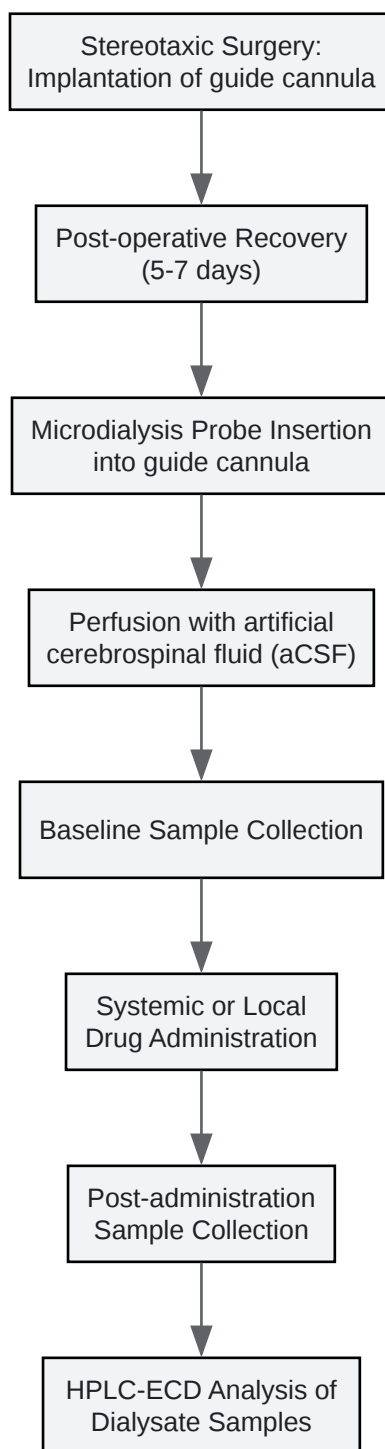 Stereotaxic Surgery:
Implantation of guide cannula
Post-operative Recovery
(5-7 days)
Microdialysis Probe Insertion
into guide cannula
Perfusion with artificial
cerebrospinal fluid (aCSF)
Baseline Sample Collection
Systemic or Local
Drug Administration
Post-administration
Sample Collection
HPLC-ECD Analysis of
Dialysate Samples